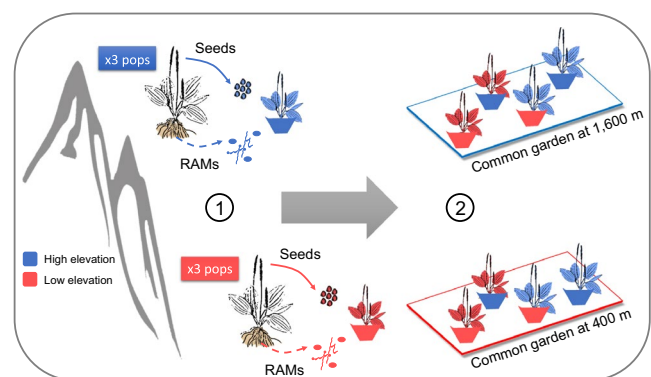 x3 pops
Seeds
RAMs
1
2
Common garden at 1,600 m
High elevation
Low elevation
x3 pops
Seeds
RAMs
Common garden at 400 m